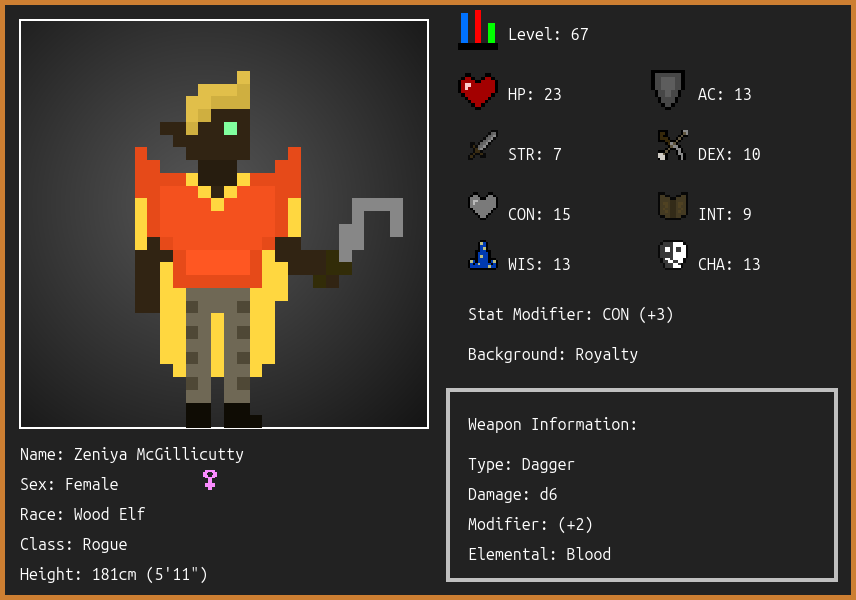 Level: 67
HP: 23
AC: 13
STR: 7
DEX: 10
CON: 15
INT: 9
WIS: 13
CHA: 13
Stat Modifier: CON (+3)
Background: Royalty
Weapon Information:
Type: Dagger
Damage: d6
Modifier: (+2)
Elemental: Blood
Name: Zeniya McGillicutty
Sex: Female
Race: Wood Elf
Class: Rogue
Height: 181cm (5'11")